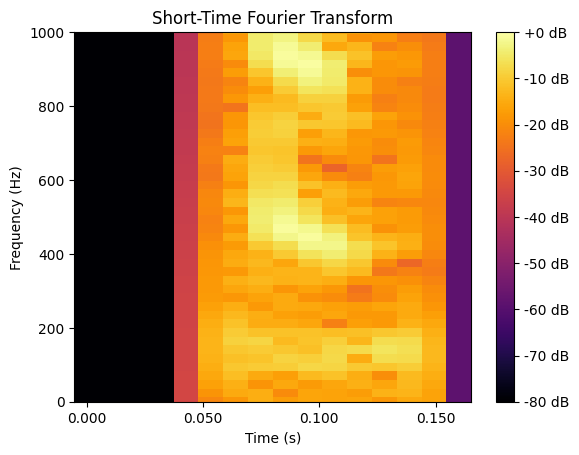 Short-Time Fourier Transform
1000
800
600
400
200
0
Frequency (Hz)
0.000
0.050
0.100
0.150
Time (s)
+0 dB
-10 dB
-20 dB
-30 dB
-40 dB
-50 dB
-60 dB
-70 dB
-80 dB